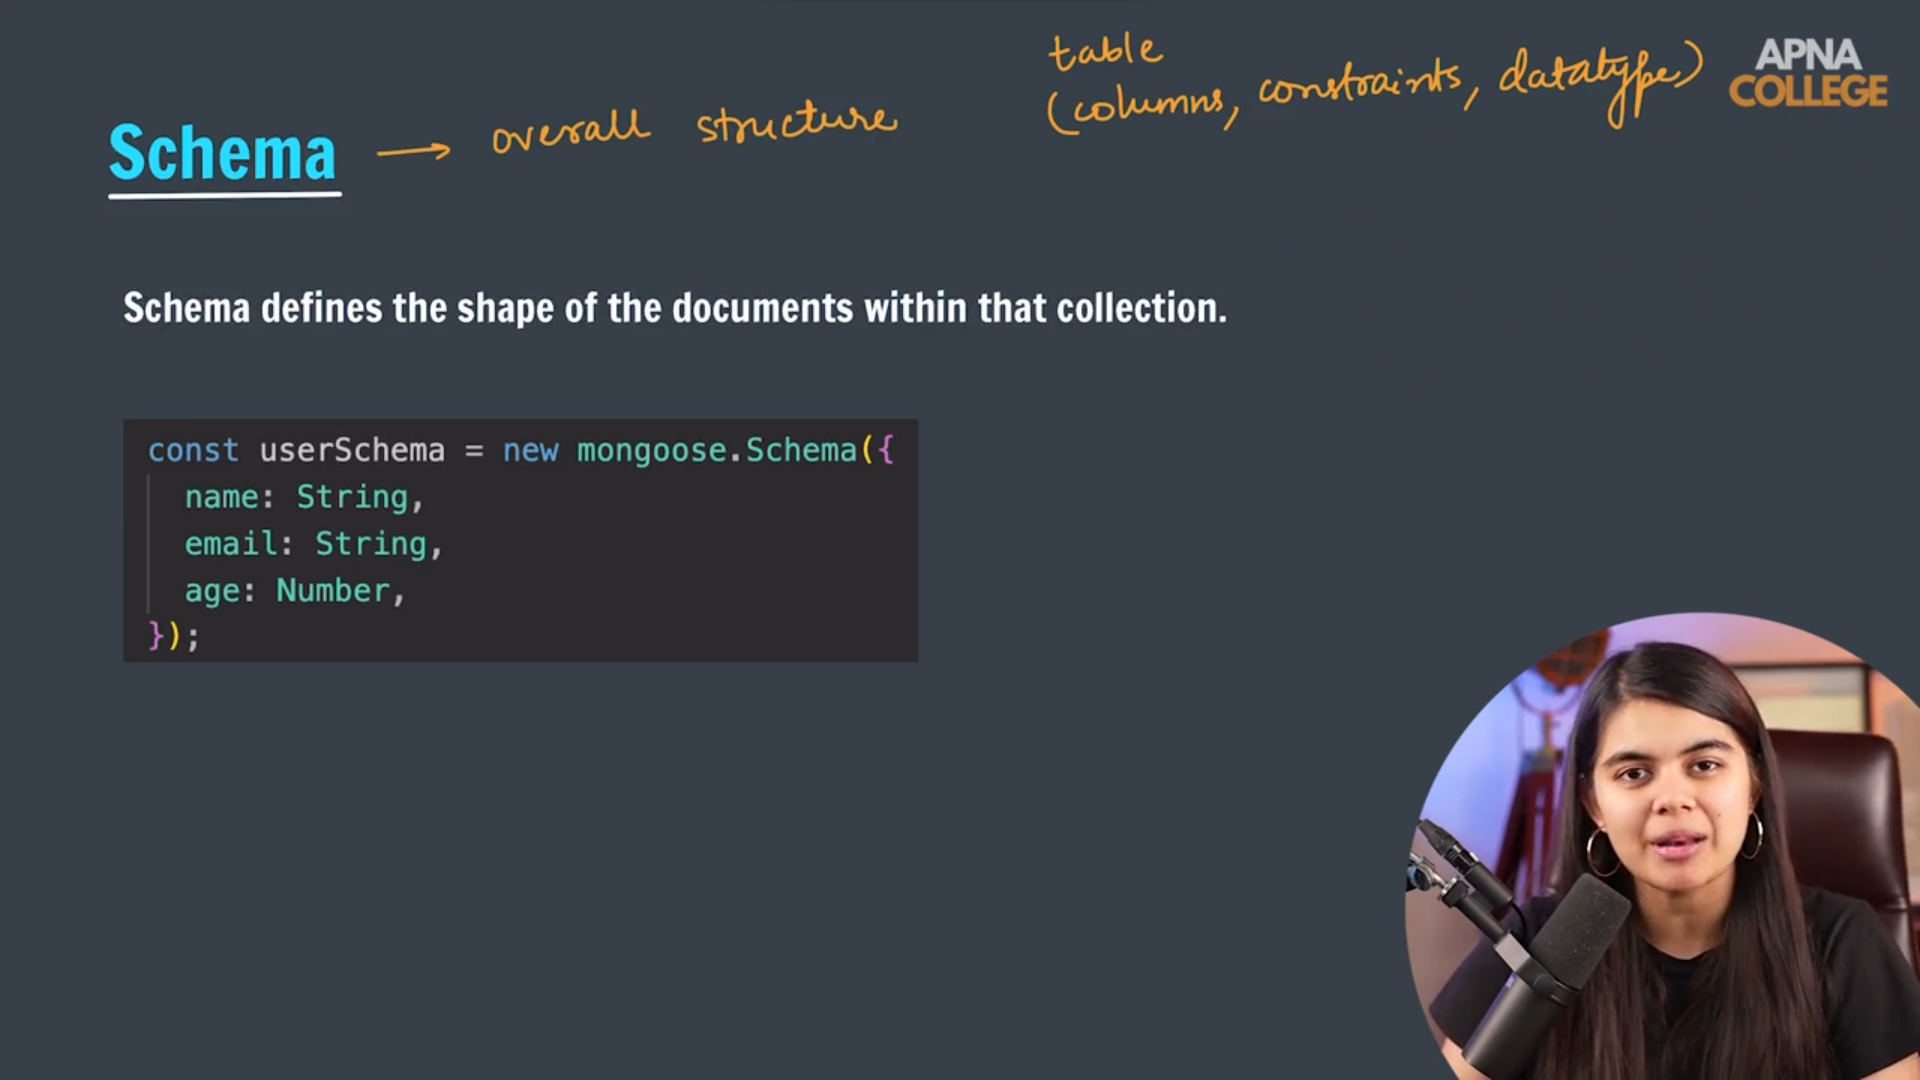 table
(columns, constraints, datatype)
APNA
COLLEGE
Schema → overall structure
Schema defines the shape of the documents within that collection.
const userSchema = new mongoose.Schema({
name: String,
email: String,
age: Number,
});